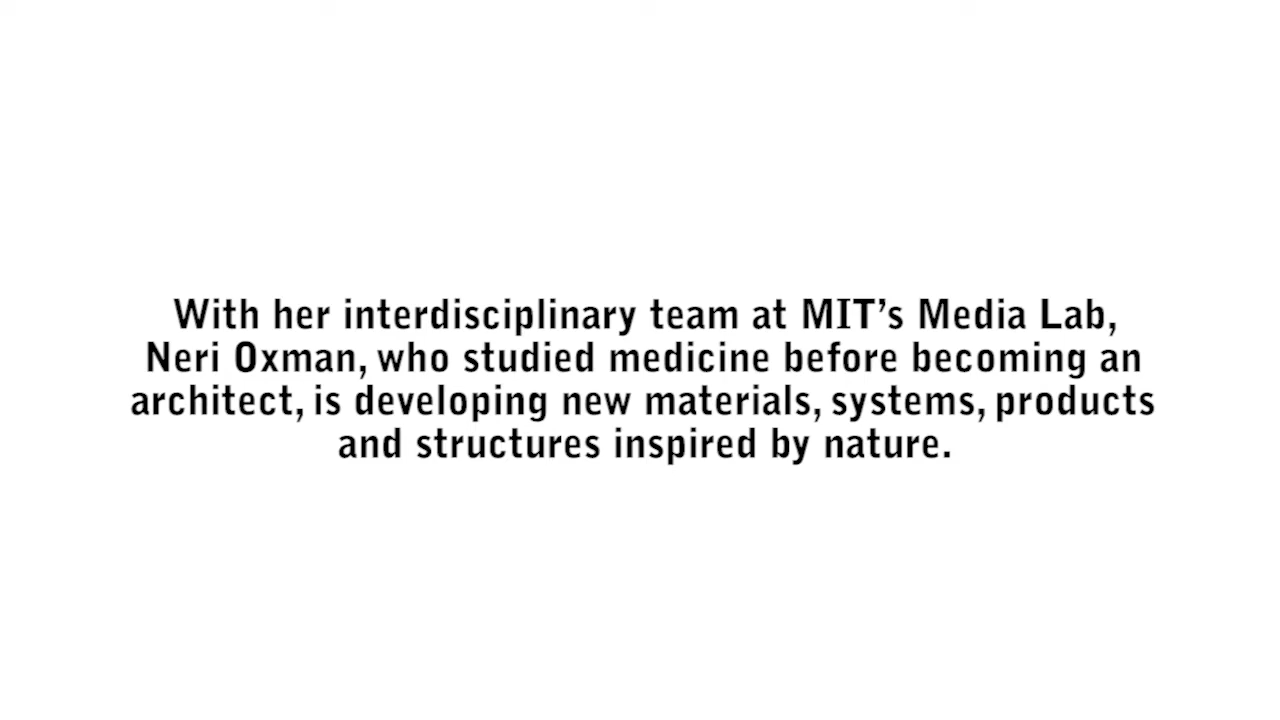 With her interdisciplinary team at MIT’s Media Lab,
Neri Oxman, who studied medicine before becoming an
architect, is developing new materials, systems, products
and structures inspired by nature.